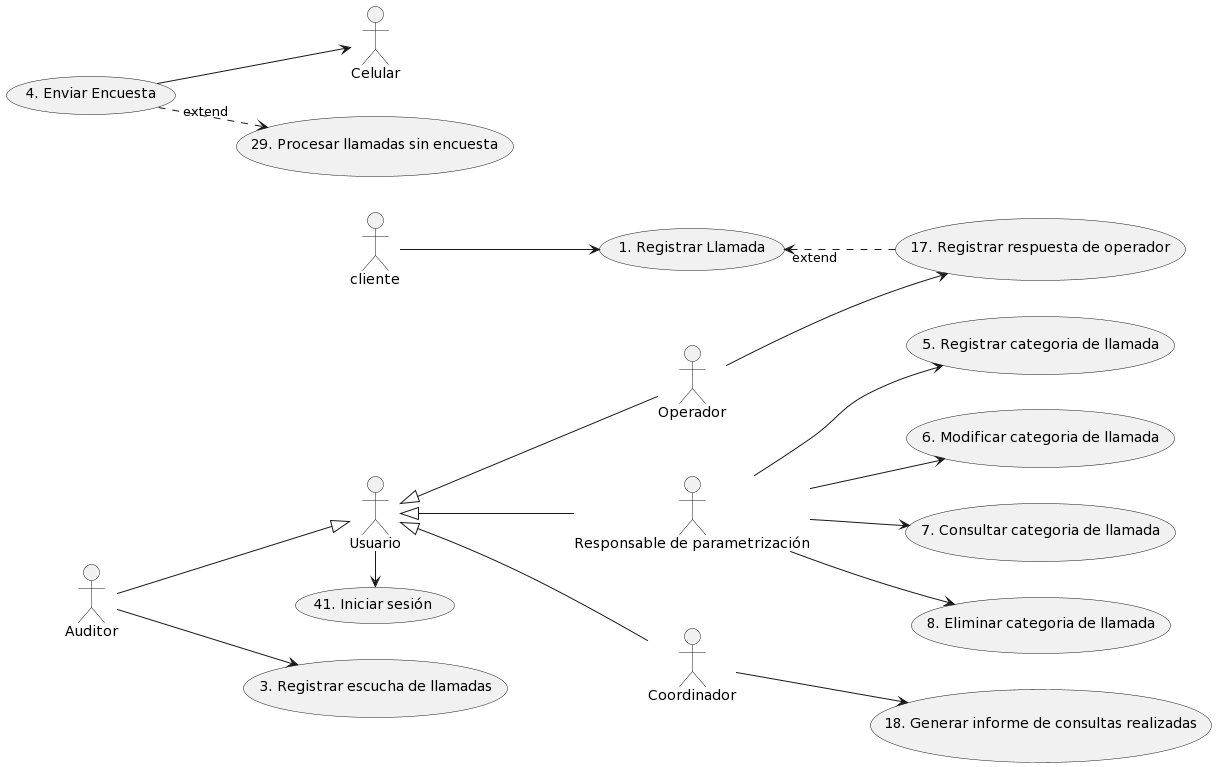 Celular
4. Enviar Encuesta
extend
29. Procesar llamadas sin encuesta
cliente
1. Registrar Llamada
extend
17. Registrar respuesta de operador
Operador
5. Registrar categoria de llamada
6. Modificar categoria de llamada
Usuario
Responsable de parametrización
7. Consultar categoria de llamada
Auditor
41. Iniciar sesión
8. Eliminar categoria de llamada
3. Registrar escucha de llamadas
Coordinador
18. Generar informe de consultas realizadas